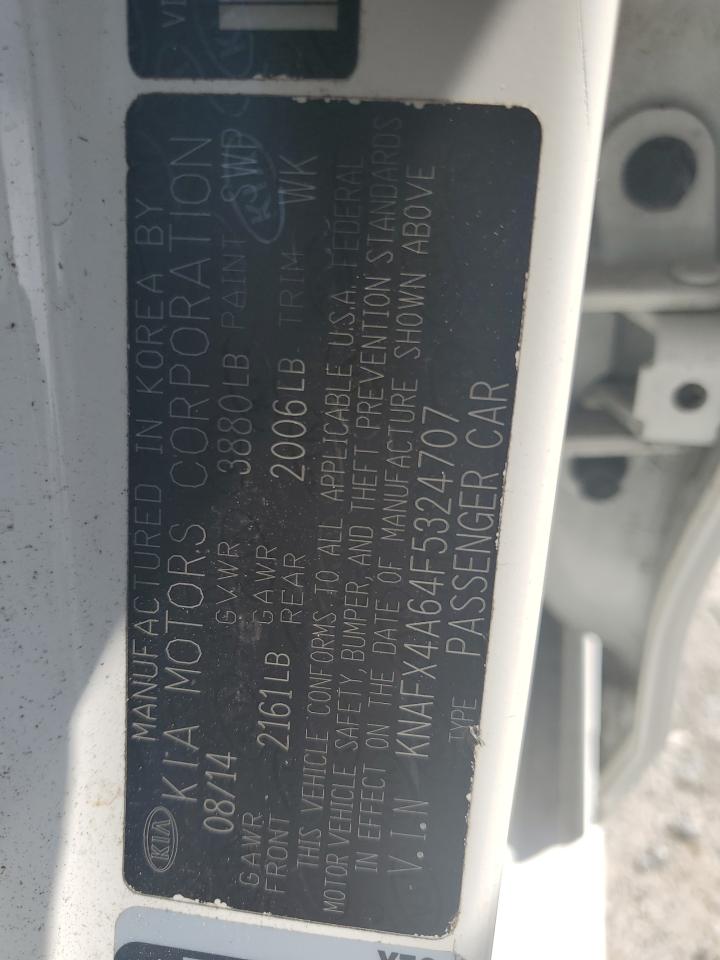 VI
MANUFACTURED IN KOREA BY
KIA KIA MOTORS CORPORATION
08/14 GVWR 3880LB PAINT SWP
GAWR FRONT 2161LB GAWR REAR 2006LB TRIM WK
THIS VEHICLE CONFORMS TO ALL APPLICABLE U.S.A. FEDERAL
MOTOR VEHICLE SAFETY, BUMPER, AND THEFT PREVENTION STANDARDS
IN EFFECT ON THE DATE OF MANUFACTURE SHOWN ABOVE
V.I.N KNAFX4A64F5324707
TYPE PASSENGER CAR